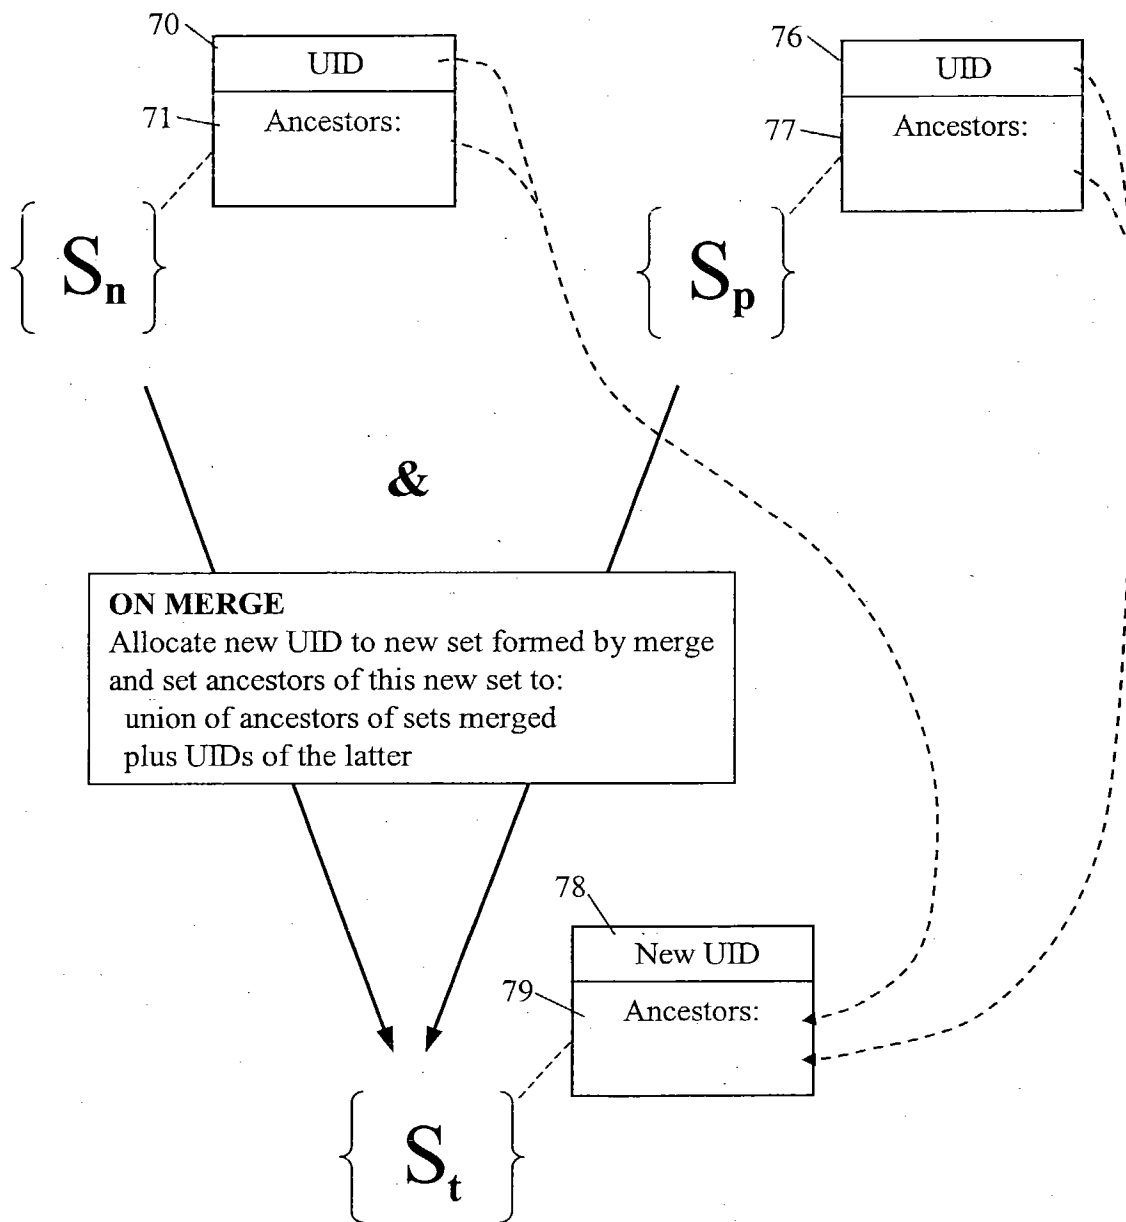 70
UID
71
Ancestors:
{ Sn }
76
UID
77
Ancestors:
{ Sp }
&
ON MERGE
Allocate new UID to new set formed by merge
and set ancestors of this new set to:
union of ancestors of sets merged
plus UIDs of the latter
78
New UID
79
Ancestors:
{ St }